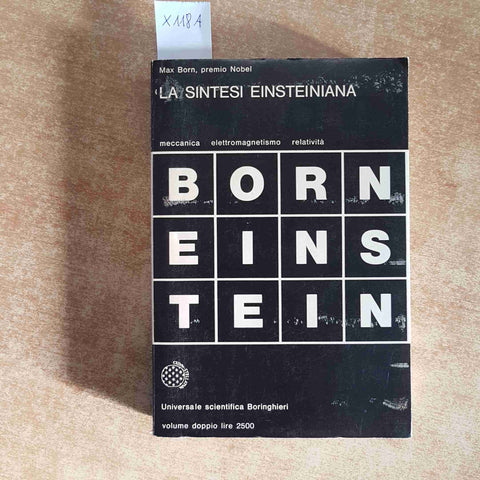 X118A
Max Born, premio Nobel
LA SINTESI EINSTEINIANA
meccanica elettromagnetismo relatività
BORN
EINS
TEIN
Universale scientifica Boringhieri
volume doppio lire 2500